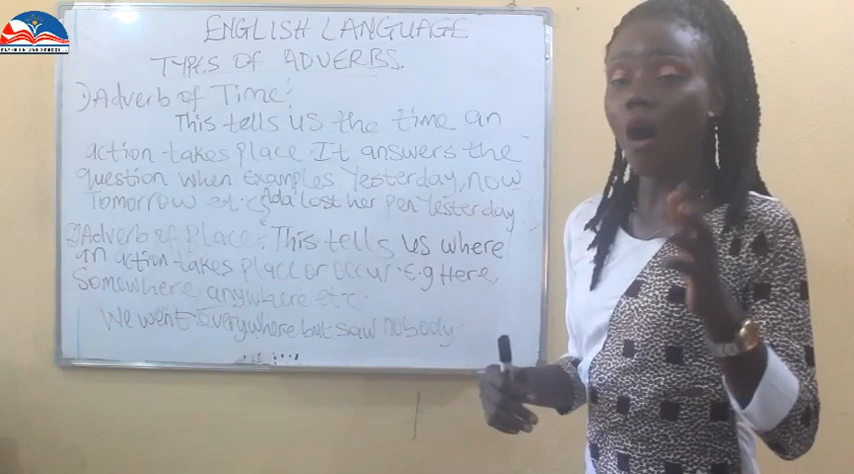 ENGLISH LANGUAGE
TYPES OF ADVERBS.
1) Adverb of Time:
This tells us the time an
action takes place. It answers the
question when Examples Yesterday, now
Tomorrow et.c Ada lost her pen Yesterday.
2) Adverb of Place: This tells us where
an action takes place or occur. E.g Here,
Somewhere, anywhere etc.
We went Everywhere but saw nobody.